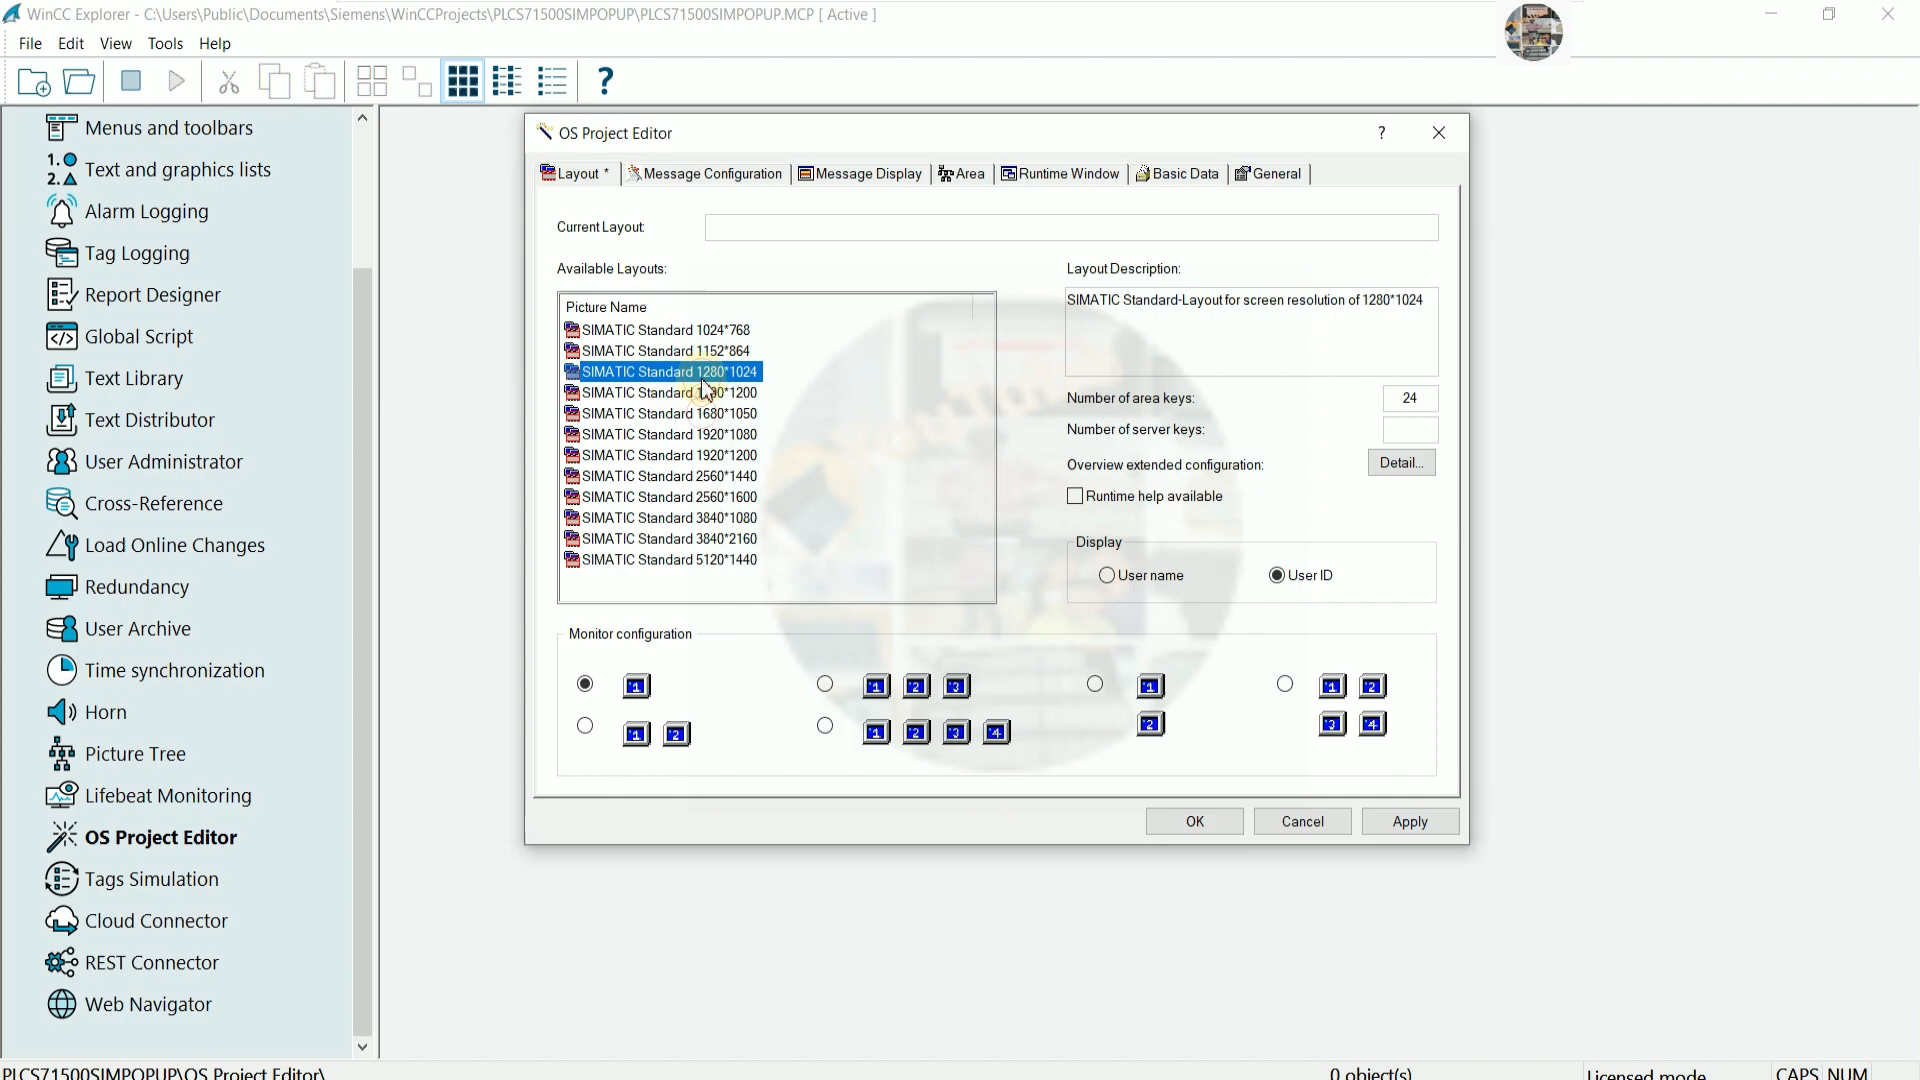 WinCC Explorer - C:\Users\Public\Documents\Siemens\WinCCProjects\PLCS71500SIMPOPUP\PLCS71500SIMPOPUP.MCP [ Active ]
File Edit View Tools Help
Menus and toolbars
Text and graphics lists
Alarm Logging
Tag Logging
Report Designer
Global Script
Text Library
Text Distributor
User Administrator
Cross-Reference
Load Online Changes
Redundancy
User Archive
Time synchronization
Horn
Picture Tree
Lifebeat Monitoring
OS Project Editor
Tags Simulation
Cloud Connector
REST Connector
Web Navigator
OS Project Editor
Layout * Message Configuration Message Display Area Runtime Window Basic Data General
Current Layout:
Available Layouts:
Picture Name
SIMATIC Standard 1024*768
SIMATIC Standard 1152*864
SIMATIC Standard 1280*1024
SIMATIC Standard
SIMATIC Standard 1680*1050
SIMATIC Standard 1920*1080
SIMATIC Standard 1920*1200
SIMATIC Standard 2560*1440
SIMATIC Standard 2560*1600
SIMATIC Standard 3840*1080
SIMATIC Standard 3840*2160
SIMATIC Standard 5120*1440
Layout Description:
SIMATIC Standard-Layout for screen resolution of 1280*1024
Number of area keys: 24
Number of server keys:
Overview extended configuration: Detail...
Runtime help available
Display
User name User ID
Monitor configuration
1 1 2 3 1 1 2
1 2 1 2 3 4 2 3 4
OK Cancel Apply
PLCS71500SIMPOPUP\OS Project Editor\ 0 object(s) Licensed mode CAPS NUM